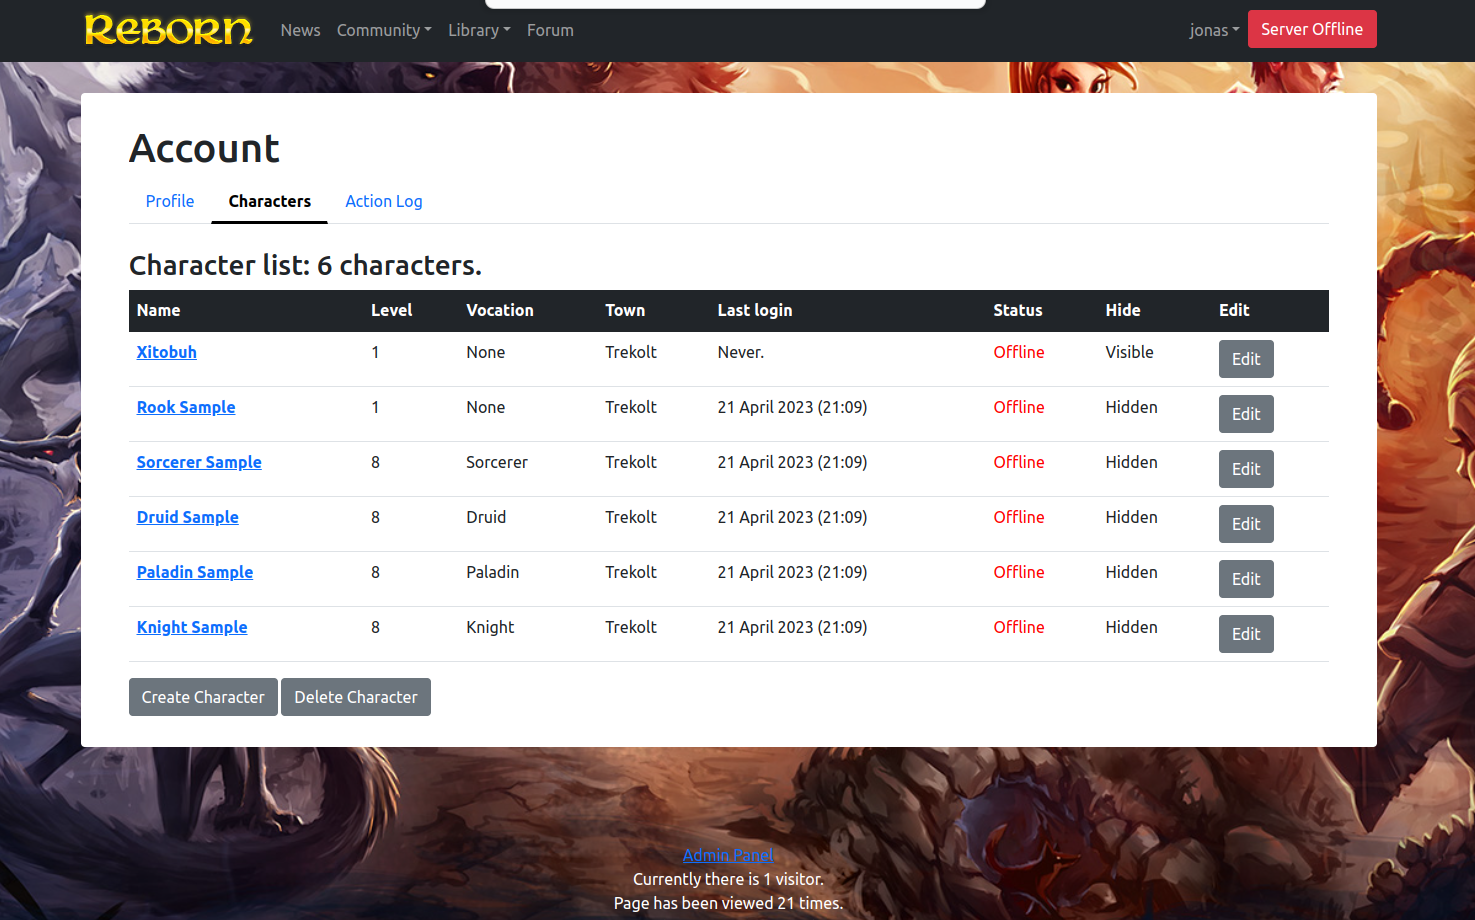 Reborn News Community Library Forum jonas Server Offline
Account
Profile Characters Action Log
Character list: 6 characters.
Name Level Vocation Town Last login Status Hide Edit
Xitobuh 1 None Trekolt Never. Offline Visible Edit
Rook Sample 1 None Trekolt 21 April 2023 (21:09) Offline Hidden Edit
Sorcerer Sample 8 Sorcerer Trekolt 21 April 2023 (21:09) Offline Hidden Edit
Druid Sample 8 Druid Trekolt 21 April 2023 (21:09) Offline Hidden Edit
Paladin Sample 8 Paladin Trekolt 21 April 2023 (21:09) Offline Hidden Edit
Knight Sample 8 Knight Trekolt 21 April 2023 (21:09) Offline Hidden Edit
Create Character Delete Character
Admin Panel
Currently there is 1 visitor.
Page has been viewed 21 times.